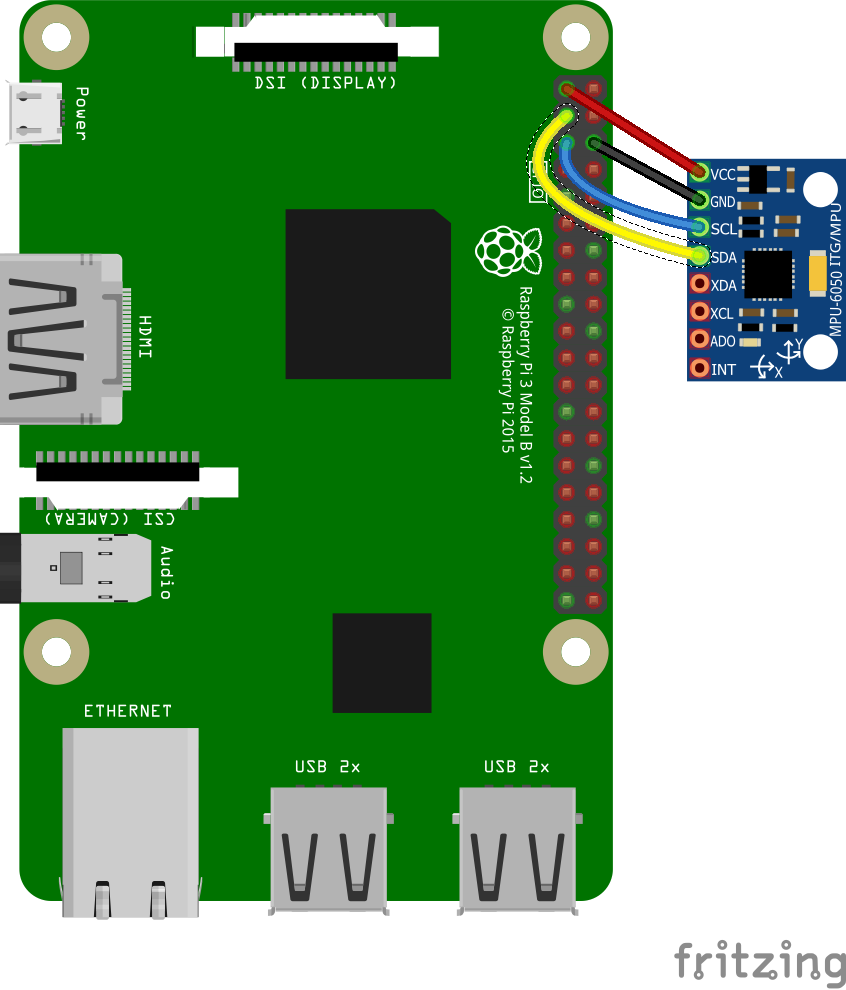 DSI (DISPLAY)
Power
HDMI
GPIO
Raspberry Pi 3 Model B v1.2
© Raspberry Pi 2015
CSI (CAMERA)
Audio
ETHERNET
USB 2x
USB 2x
VCC
GND
SCL
SDA
XDA
XCL
ADO
INT
MPU-6050 ITG/MPU
X
Y
fritzing